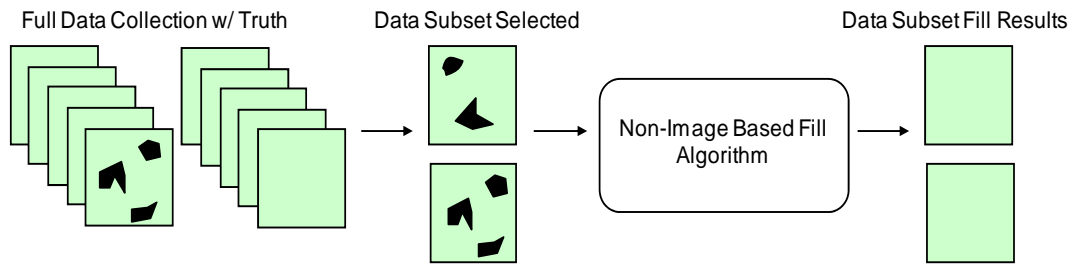 Full Data Collection w/ Truth
Data Subset Selected
Data Subset Fill Results
Non-Image Based Fill
Algorithm